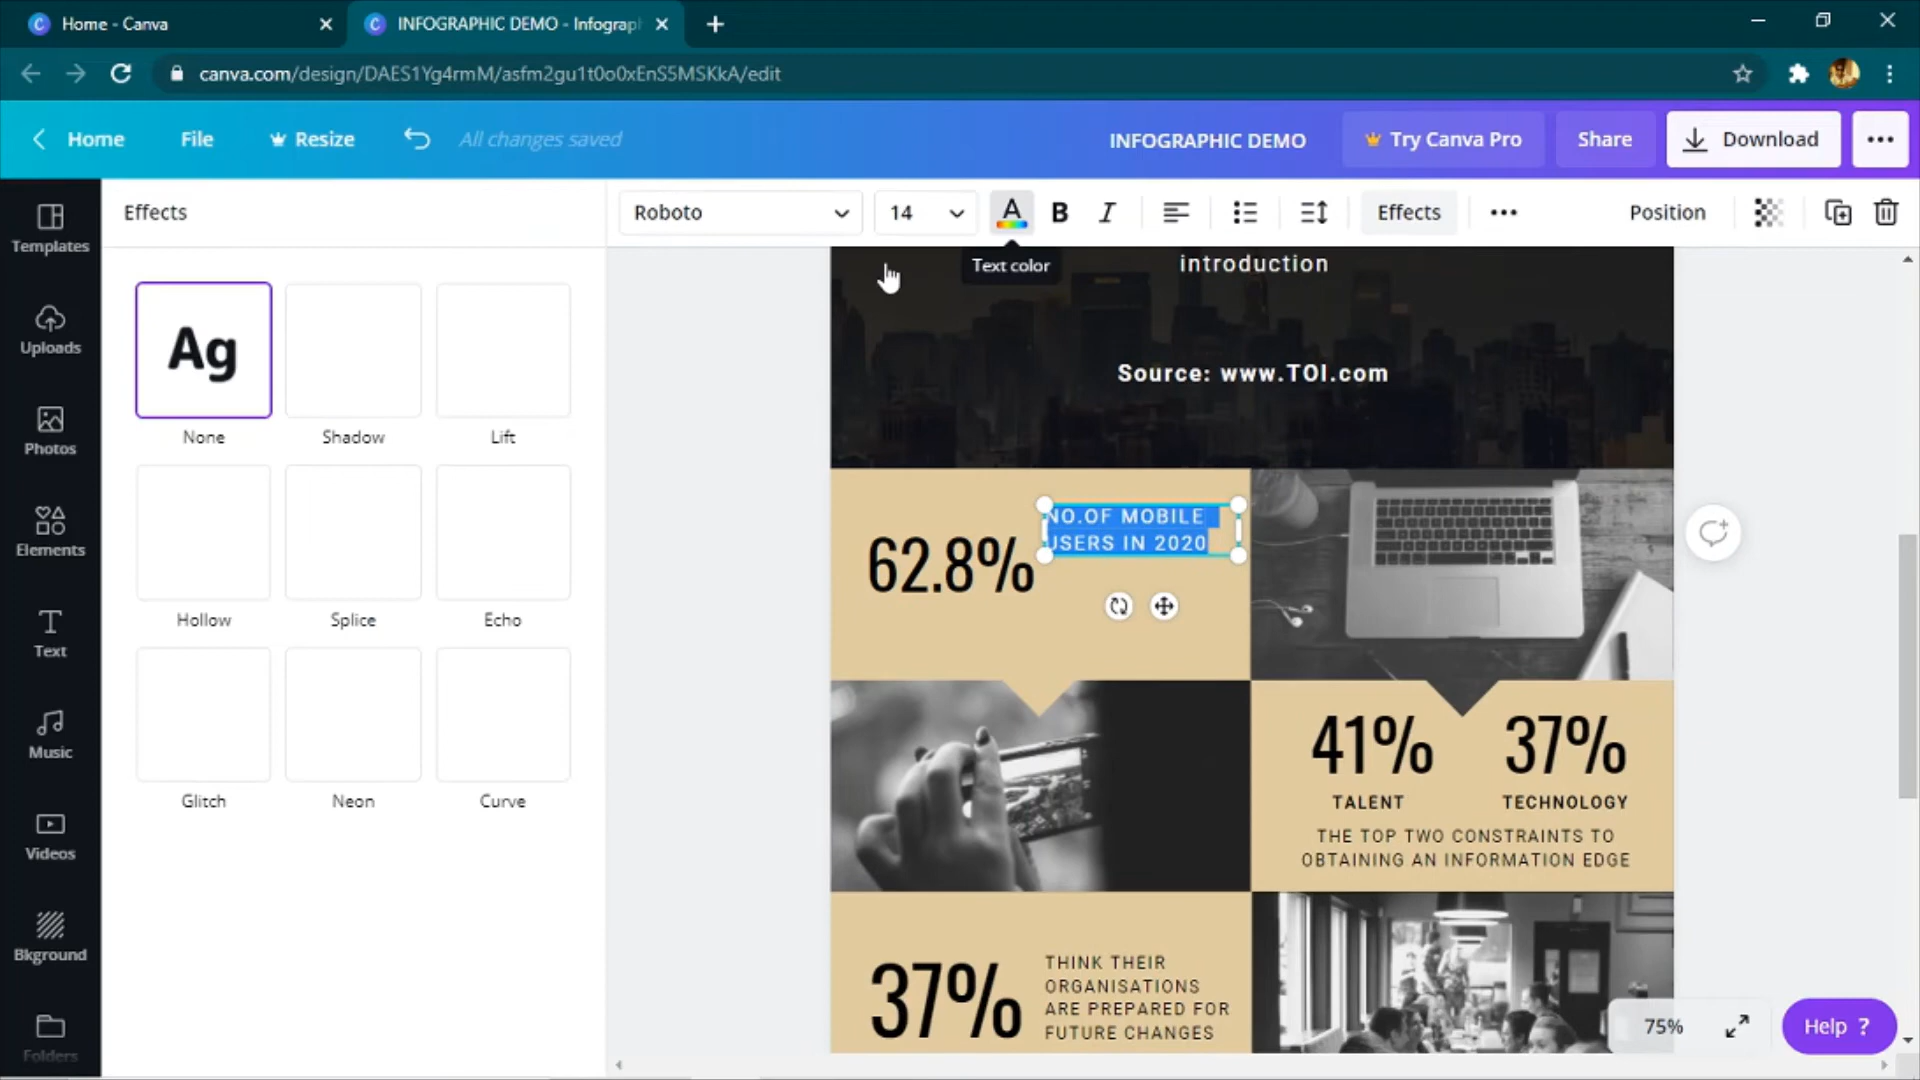 Home - Canva
INFOGRAPHIC DEMO - Infograp
canva.com/design/DAES1Yg4rmM/asfm2gu1t0o0xEnS5MSKkA/edit
Home
File
Resize
All changes saved
INFOGRAPHIC DEMO
Try Canva Pro
Share
Download
Effects
Roboto
14
A
B
I
Effects
Position
Text color
Templates
Uploads
Photos
Elements
Text
Music
Videos
Bkground
Folders
Ag
None
Shadow
Lift
Hollow
Splice
Echo
Glitch
Neon
Curve
introduction
Source: www.TOI.com
62.8%
NO.OF MOBILE
USERS IN 2020
41%
37%
TALENT
TECHNOLOGY
THE TOP TWO CONSTRAINTS TO
OBTAINING AN INFORMATION EDGE
37%
THINK THEIR
ORGANISATIONS
ARE PREPARED FOR
FUTURE CHANGES
75%
Help ?